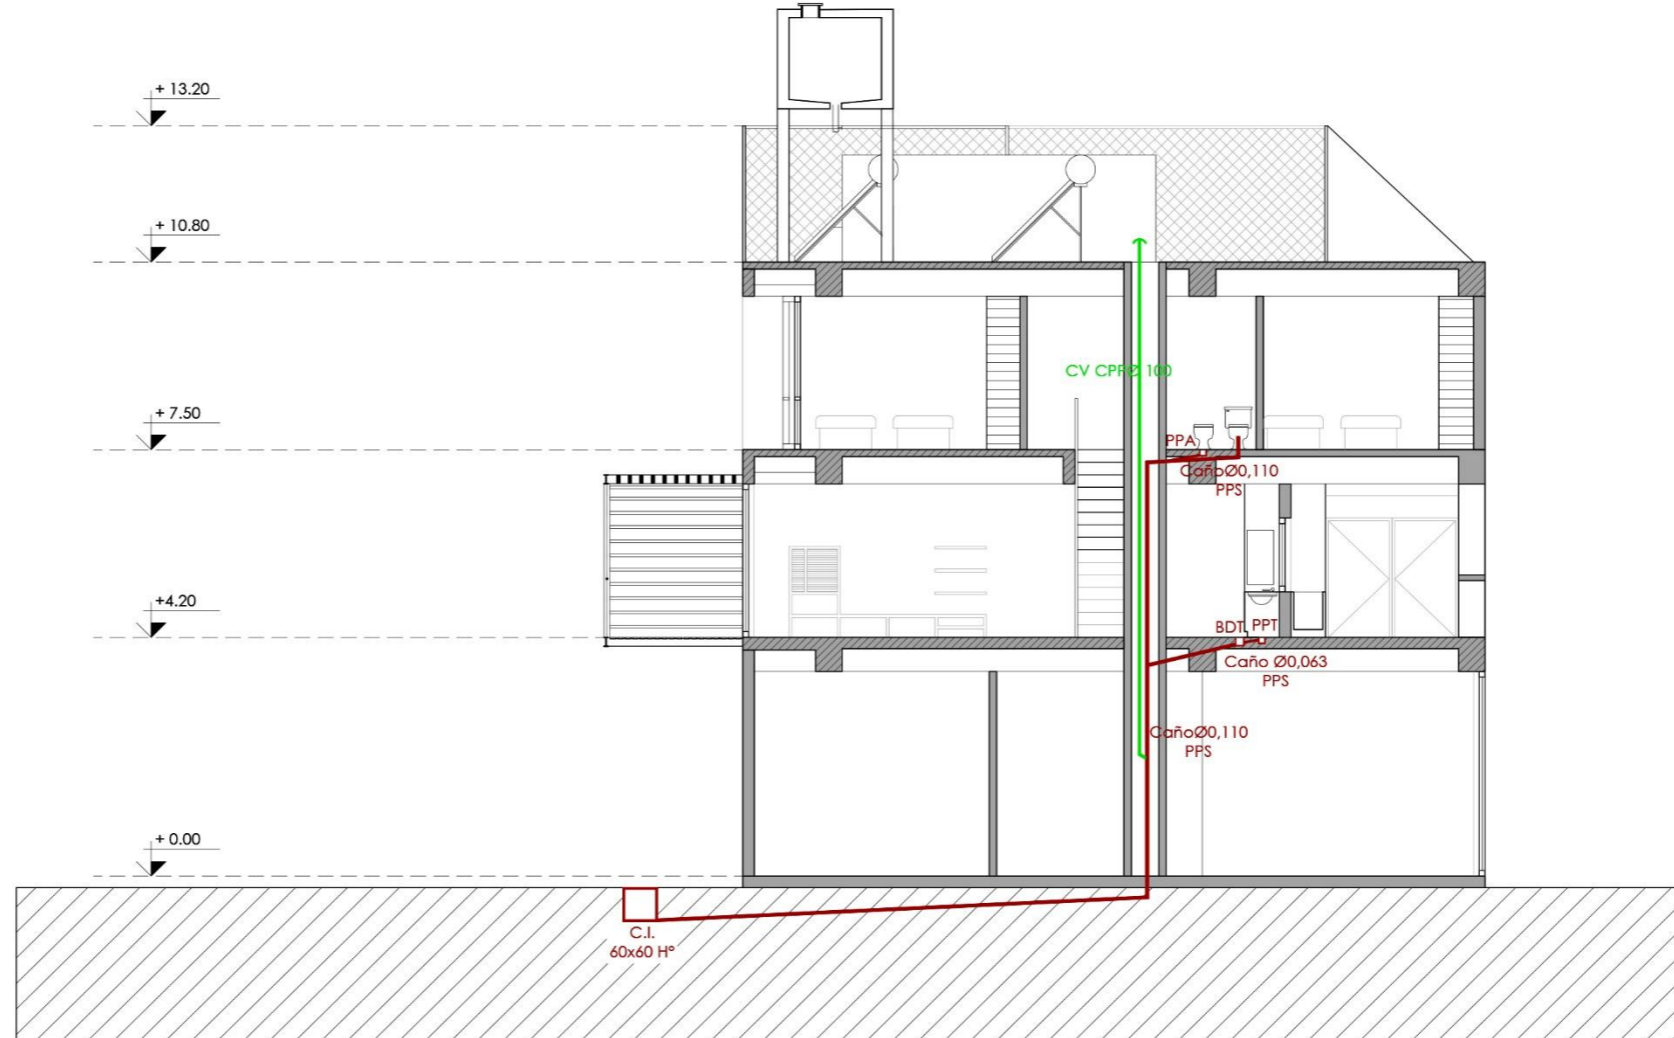 + 13.20
+ 10.80
CV CPPØ 100
+ 7.50
PPA
CañoØ0,110
PPS
+4.20
BDT PPT
Caño Ø0,063
PPS
CañoØ0,110
PPS
+ 0.00
C.I.
60x60 Hº